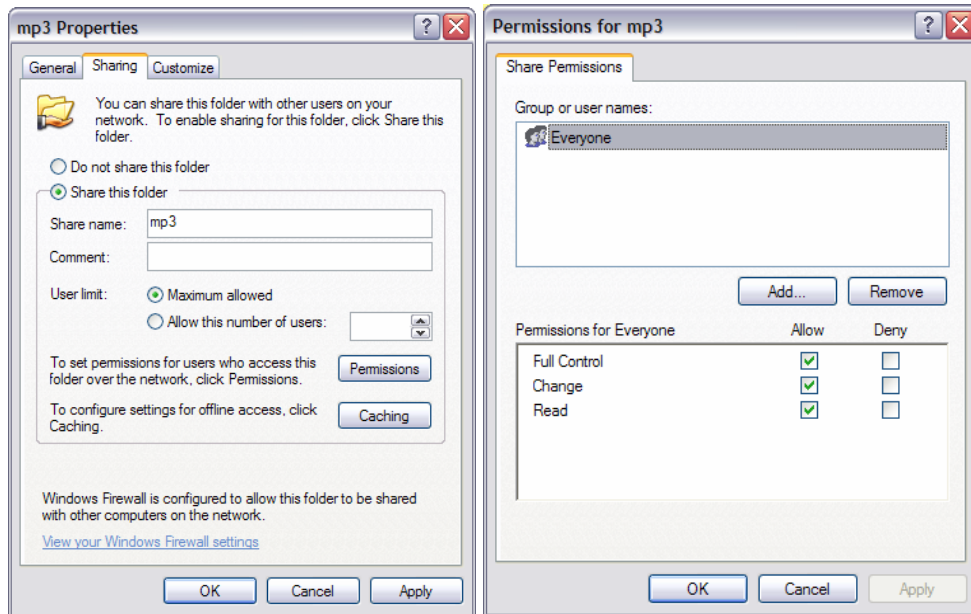 mp3 Properties
General Sharing Customize
You can share this folder with other users on your
network. To enable sharing for this folder, click Share this
folder.
Do not share this folder
Share this folder
Share name: mp3
Comment:
User limit: Maximum allowed
Allow this number of users:
To set permissions for users who access this
folder over the network, click Permissions.
Permissions
To configure settings for offline access, click
Caching.
Caching
Windows Firewall is configured to allow this folder to be shared
with other computers on the network.
View your Windows Firewall settings
OK Cancel Apply
Permissions for mp3
Share Permissions
Group or user names:
Everyone
Add... Remove
Permissions for Everyone Allow Deny
Full Control
Change
Read
OK Cancel Apply